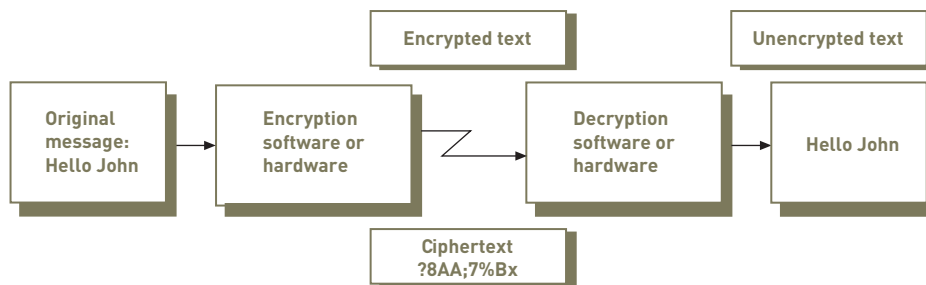 Encrypted text
Unencrypted text
Original
message:
Hello John
Encryption
software or
hardware
Decryption
software or
hardware
Hello John
Ciphertext
?8AA;7%Bx